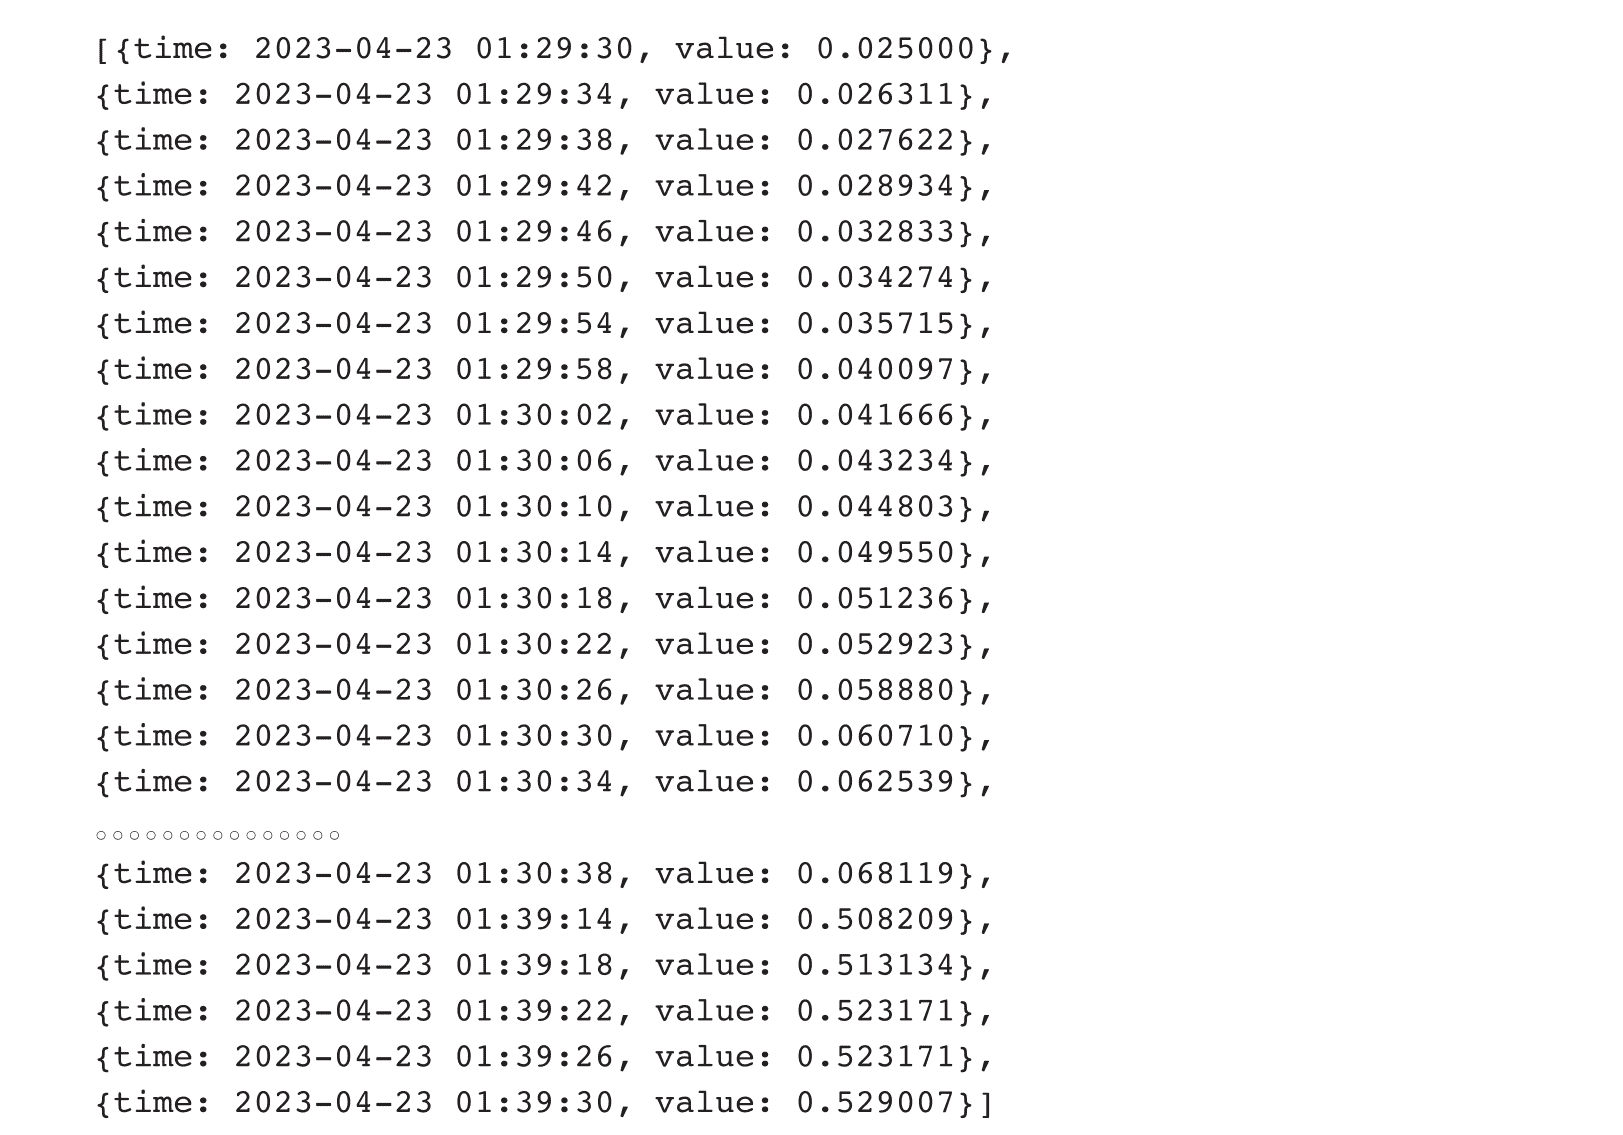 [{time: 2023-04-23 01:29:30, value: 0.025000},
{time: 2023-04-23 01:29:34, value: 0.026311},
{time: 2023-04-23 01:29:38, value: 0.027622},
{time: 2023-04-23 01:29:42, value: 0.028934},
{time: 2023-04-23 01:29:46, value: 0.032833},
{time: 2023-04-23 01:29:50, value: 0.034274},
{time: 2023-04-23 01:29:54, value: 0.035715},
{time: 2023-04-23 01:29:58, value: 0.040097},
{time: 2023-04-23 01:30:02, value: 0.041666},
{time: 2023-04-23 01:30:06, value: 0.043234},
{time: 2023-04-23 01:30:10, value: 0.044803},
{time: 2023-04-23 01:30:14, value: 0.049550},
{time: 2023-04-23 01:30:18, value: 0.051236},
{time: 2023-04-23 01:30:22, value: 0.052923},
{time: 2023-04-23 01:30:26, value: 0.058880},
{time: 2023-04-23 01:30:30, value: 0.060710},
{time: 2023-04-23 01:30:34, value: 0.062539},
○○○○○○○○○○○○○○○
{time: 2023-04-23 01:30:38, value: 0.068119},
{time: 2023-04-23 01:39:14, value: 0.508209},
{time: 2023-04-23 01:39:18, value: 0.513134},
{time: 2023-04-23 01:39:22, value: 0.523171},
{time: 2023-04-23 01:39:26, value: 0.523171},
{time: 2023-04-23 01:39:30, value: 0.529007}]